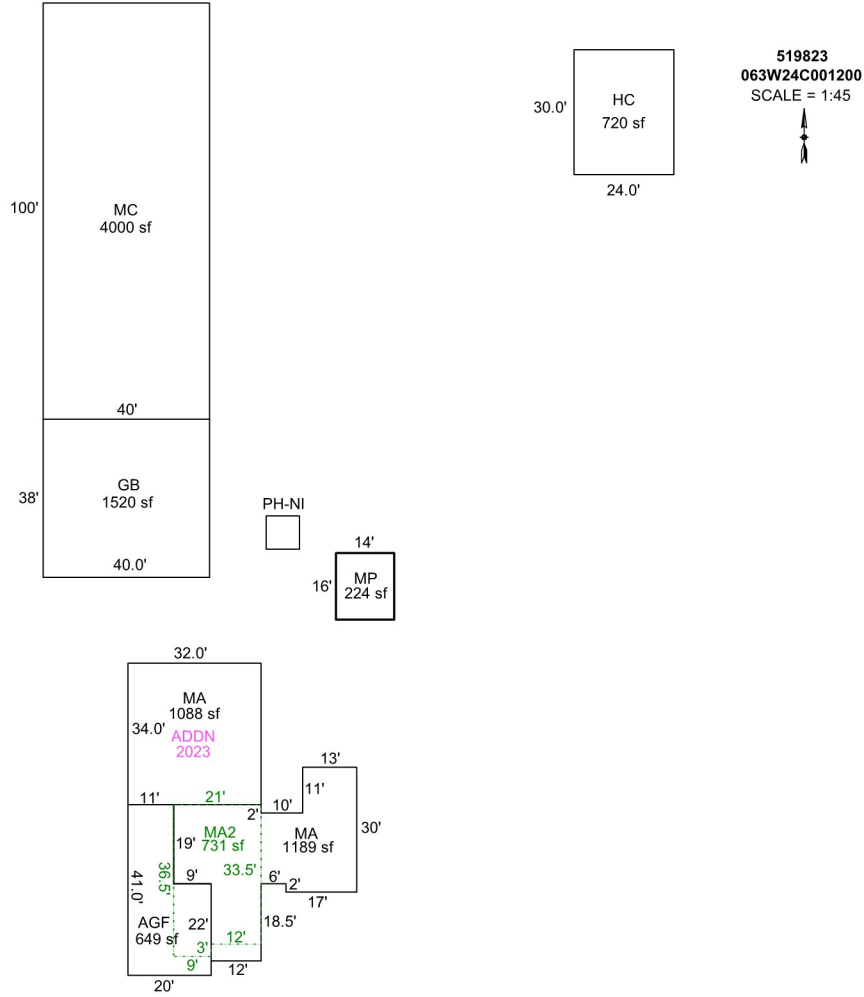 519823
063W24C001200
SCALE = 1:45
HC
720 sf
30.0'
24.0'
MC
4000 sf
100'
40'
GB
1520 sf
38'
40.0'
PH-NI
14'
16'
MP
224 sf
32.0'
MA
1088 sf
34.0'
ADDN
2023
11'
21'
2'
10'
11'
13'
30'
MA2
731 sf
19'
33.5'
MA
1189 sf
36.5'
9'
6'
2'
17'
41.0'
AGF
649 sf
22'
18.5'
3'
12'
9'
12'
20'